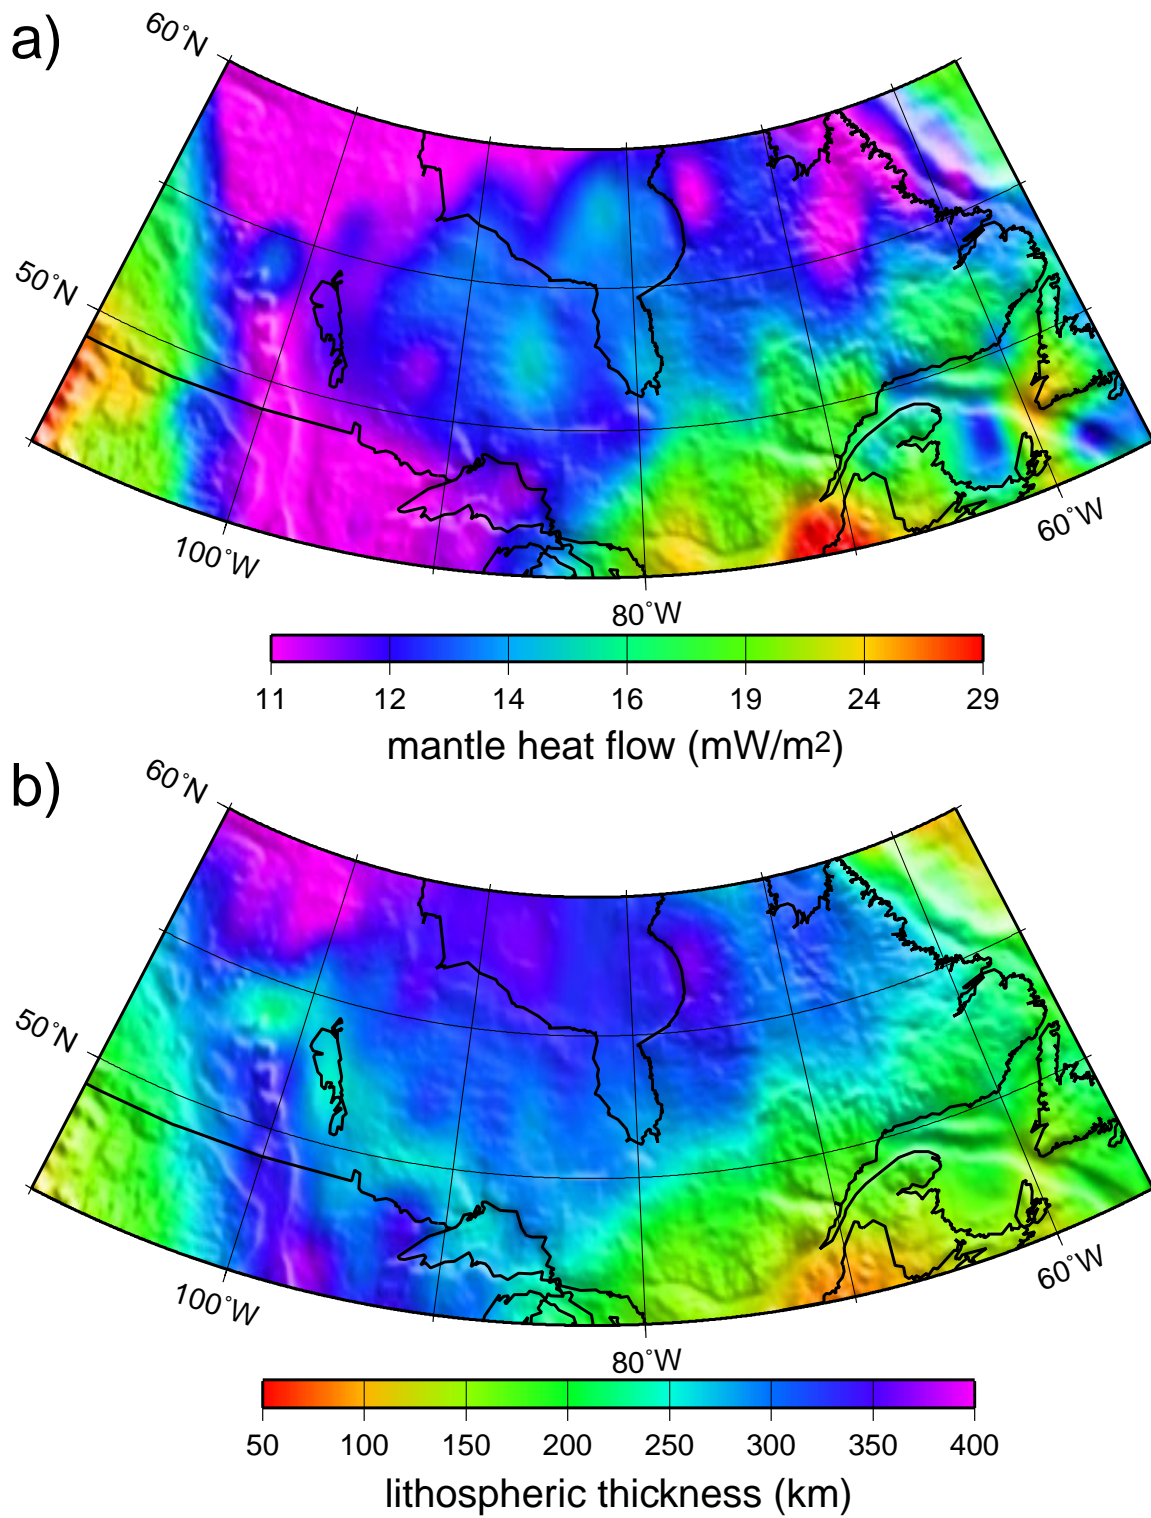 a)
60°N
50°N
100°W
80°W
60°W
11 12 14 16 19 24 29
mantle heat flow (mW/m2)
b)
60°N
50°N
100°W
80°W
60°W
50 100 150 200 250 300 350 400
lithospheric thickness (km)